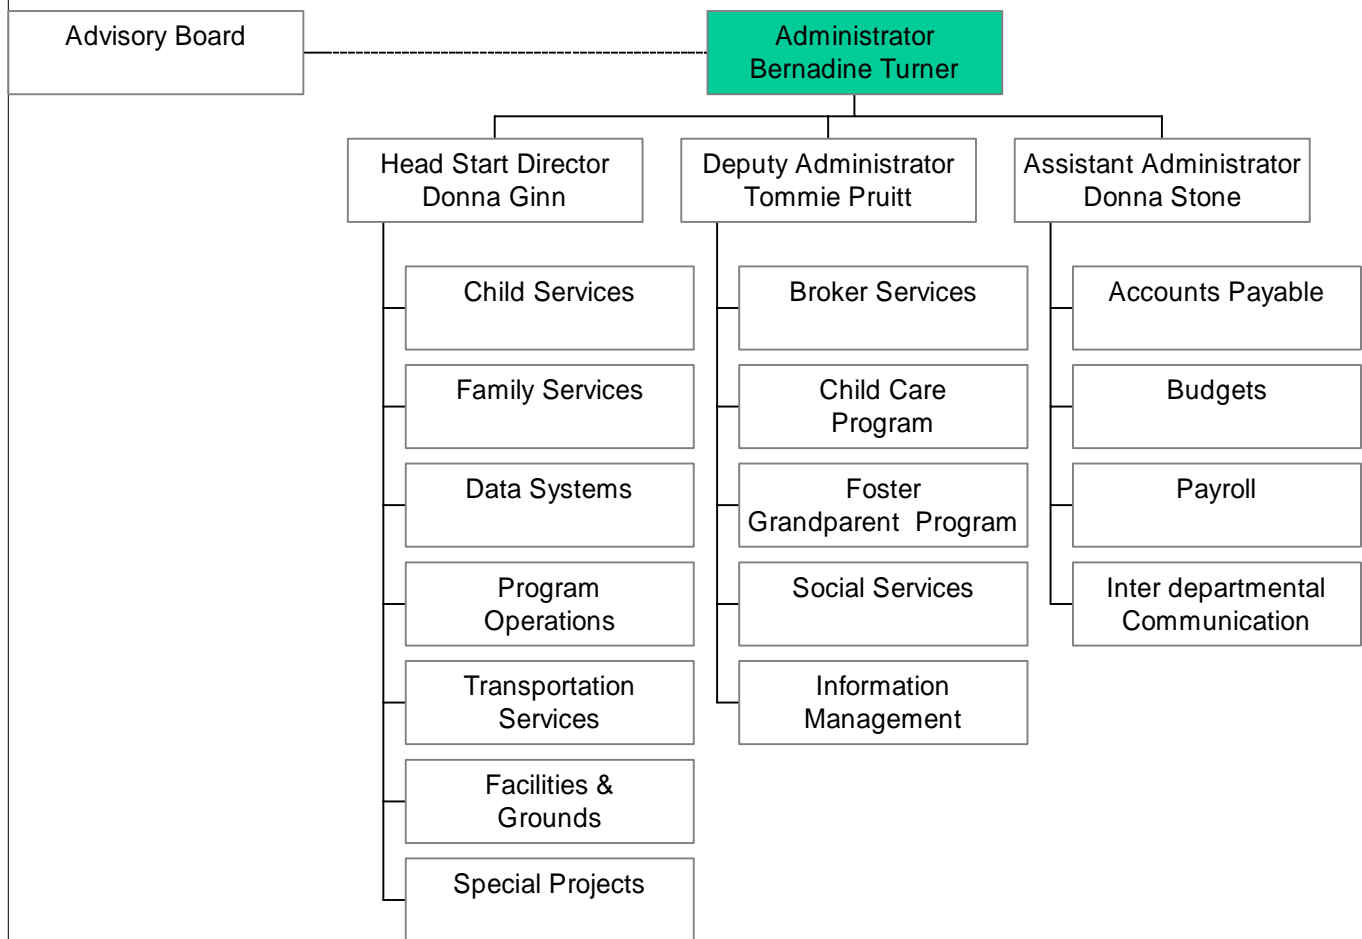 Advisory Board
Administrator
Bernadine Turner
Head Start Director
Donna Ginn
Deputy Administrator
Tommie Pruitt
Assistant Administrator
Donna Stone
Child Services
Family Services
Data Systems
Program
Operations
Transportation
Services
Facilities &
Grounds
Special Projects
Broker Services
Child Care
Program
Foster
Grandparent  Program
Social Services
Information
Management
Accounts Payable
Budgets
Payroll
Inter departmental
Communication